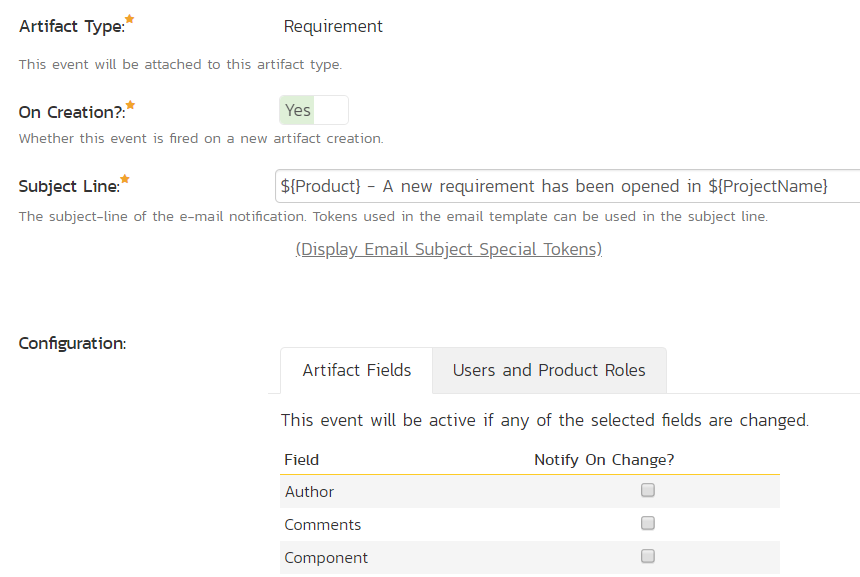 Artifact Type:
Requirement
This event will be attached to this artifact type.
On Creation?:
Yes
Whether this event is fired on a new artifact creation.
Subject Line:
${Product} - A new requirement has been opened in ${ProjectName}
The subject-line of the e-mail notification. Tokens used in the email template can be used in the subject line.
(Display Email Subject Special Tokens)
Configuration:
Artifact Fields
Users and Product Roles
This event will be active if any of the selected fields are changed.
Field
Notify On Change?
Author
Comments
Component